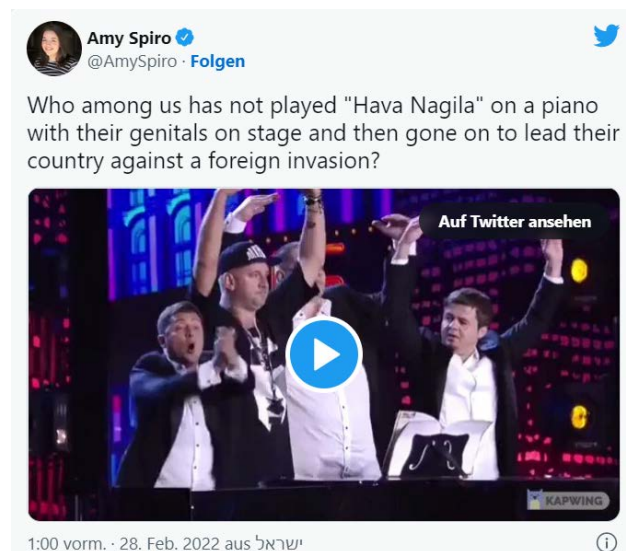 Amy Spiro
@AmySpiro · Folgen
Who among us has not played "Hava Nagila" on a piano
with their genitals on stage and then gone on to lead their
country against a foreign invasion?
Auf Twitter ansehen
KAPWING
1:00 vorm. · 28. Feb. 2022 aus ישראל